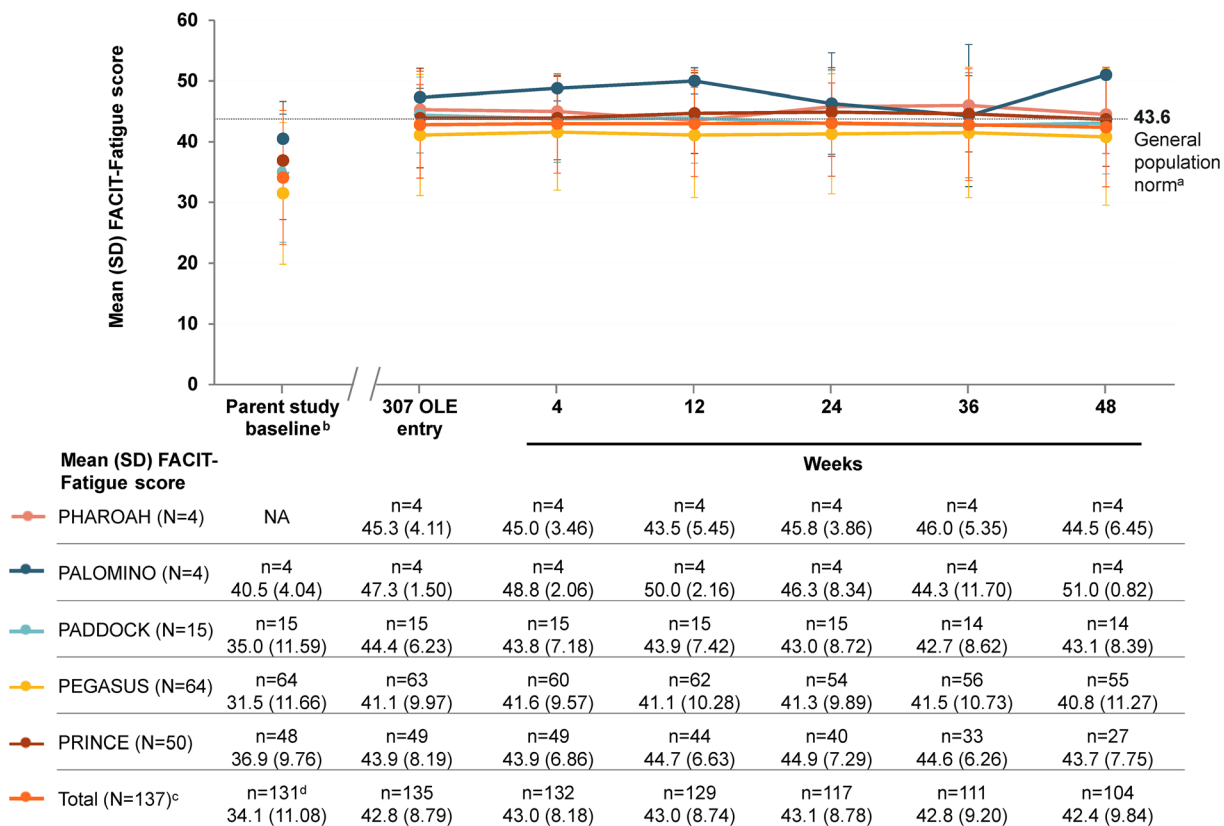 60
50
40
30
20
10
0
Mean (SD) FACIT-Fatigue score
43.6
General
population
normᵃ
Parent study
baselineᵇ
307 OLE
entry
4
12
24
36
48
Weeks
Mean (SD) FACIT-
Fatigue score
PHAROAH (N=4)
NA
n=4 n=4 n=4 n=4 n=4 n=4
45.3 (4.11) 45.0 (3.46) 43.5 (5.45) 45.8 (3.86) 46.0 (5.35) 44.5 (6.45)
PALOMINO (N=4)
n=4 n=4 n=4 n=4 n=4 n=4 n=4
40.5 (4.04) 47.3 (1.50) 48.8 (2.06) 50.0 (2.16) 46.3 (8.34) 44.3 (11.70) 51.0 (0.82)
PADDOCK (N=15)
n=15 n=15 n=15 n=15 n=15 n=14 n=14
35.0 (11.59) 44.4 (6.23) 43.8 (7.18) 43.9 (7.42) 43.0 (8.72) 42.7 (8.62) 43.1 (8.39)
PEGASUS (N=64)
n=64 n=63 n=60 n=62 n=54 n=56 n=55
31.5 (11.66) 41.1 (9.97) 41.6 (9.57) 41.1 (10.28) 41.3 (9.89) 41.5 (10.73) 40.8 (11.27)
PRINCE (N=50)
n=48 n=49 n=49 n=44 n=40 n=33 n=27
36.9 (9.76) 43.9 (8.19) 43.9 (6.86) 44.7 (6.63) 44.9 (7.29) 44.6 (6.26) 43.7 (7.75)
Total (N=137)ᶜ
n=131ᵈ n=135 n=132 n=129 n=117 n=111 n=104
34.1 (11.08) 42.8 (8.79) 43.0 (8.18) 43.0 (8.74) 43.1 (8.78) 42.8 (9.20) 42.4 (9.84)